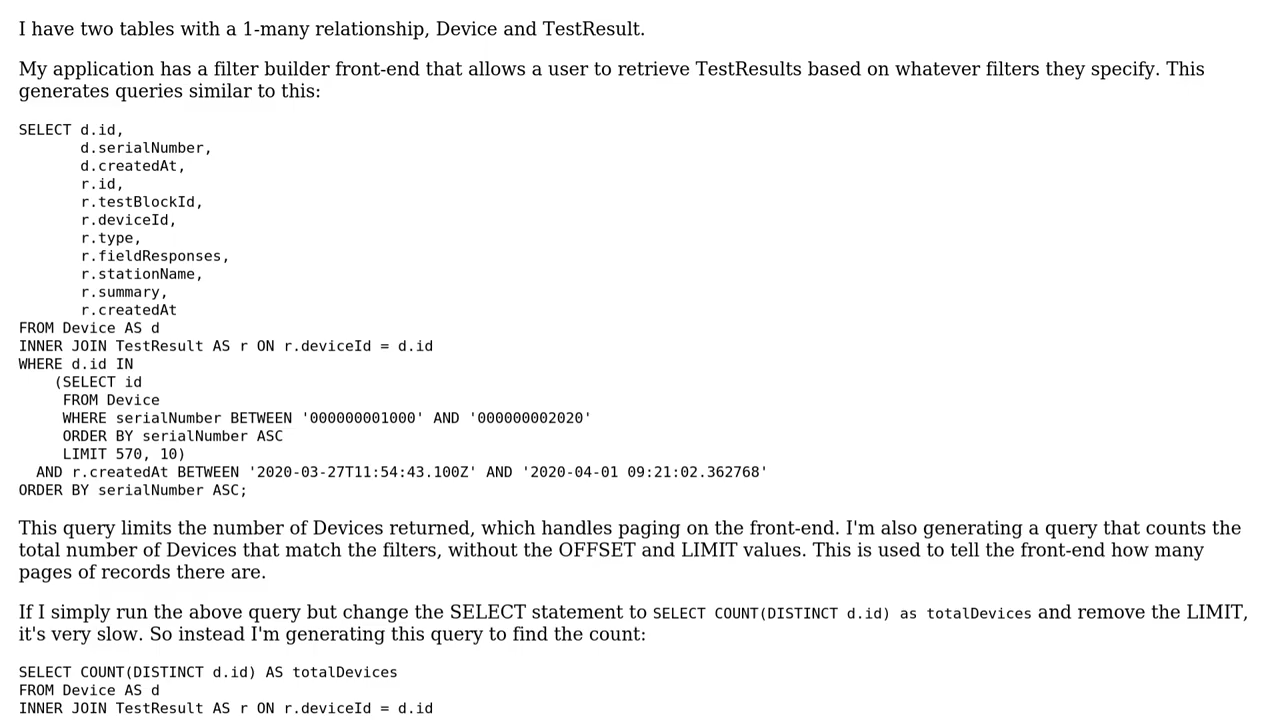 I have two tables with a 1-many relationship, Device and TestResult.
My application has a filter builder front-end that allows a user to retrieve TestResults based on whatever filters they specify. This
generates queries similar to this:
SELECT d.id,
       d.serialNumber,
       d.createdAt,
       r.id,
       r.testBlockId,
       r.deviceId,
       r.type,
       r.fieldResponses,
       r.stationName,
       r.summary,
       r.createdAt
FROM Device AS d
INNER JOIN TestResult AS r ON r.deviceId = d.id
WHERE d.id IN
    (SELECT id
     FROM Device
     WHERE serialNumber BETWEEN '000000001000' AND '000000002020'
     ORDER BY serialNumber ASC
     LIMIT 570, 10)
  AND r.createdAt BETWEEN '2020-03-27T11:54:43.100Z' AND '2020-04-01 09:21:02.362768'
ORDER BY serialNumber ASC;
This query limits the number of Devices returned, which handles paging on the front-end. I'm also generating a query that counts the
total number of Devices that match the filters, without the OFFSET and LIMIT values. This is used to tell the front-end how many
pages of records there are.
If I simply run the above query but change the SELECT statement to SELECT COUNT(DISTINCT d.id) as totalDevices and remove the LIMIT,
it's very slow. So instead I'm generating this query to find the count:
SELECT COUNT(DISTINCT d.id) AS totalDevices
FROM Device AS d
INNER JOIN TestResult AS r ON r.deviceId = d.id